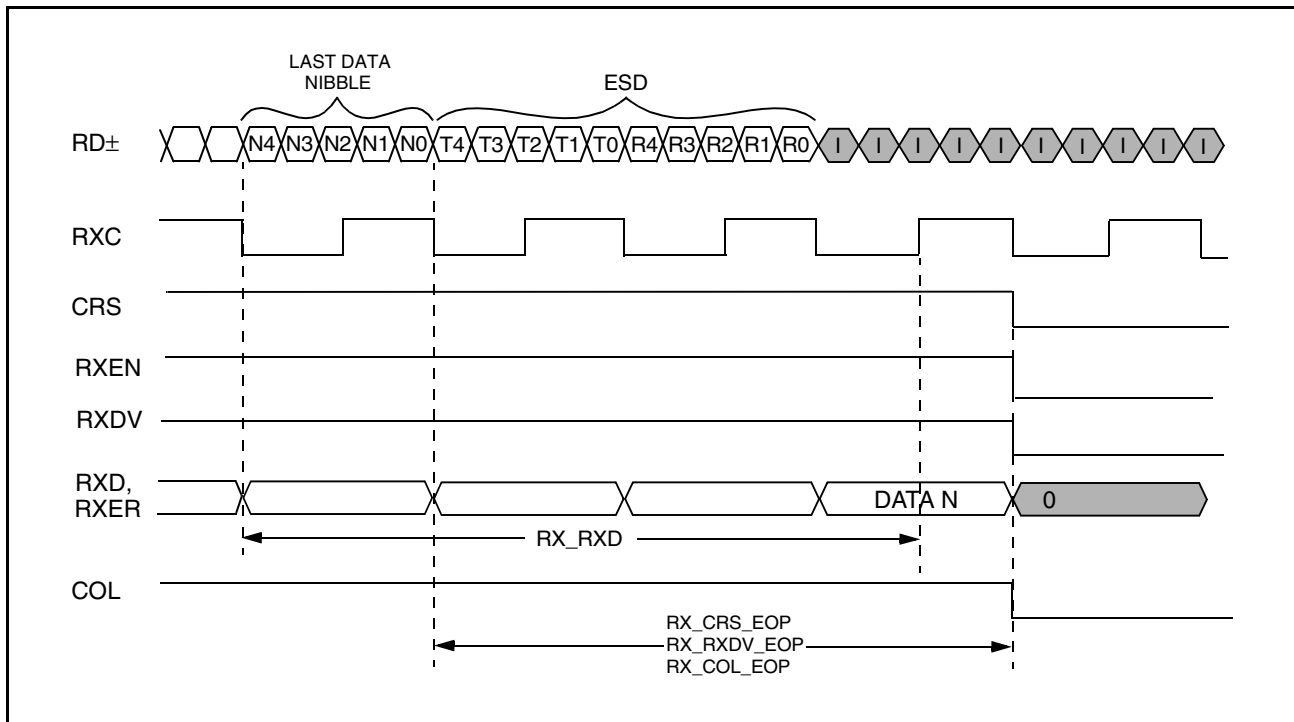 LAST DATA
NIBBLE
ESD
RD± N4 N3 N2 N1 N0 T4 T3 T2 T1 T0 R4 R3 R2 R1 R0 I I I I I I I I I I
RXC
CRS
RXEN
RXDV
RXD,
RXER
DATA N
0
RX_RXD
COL
RX_CRS_EOP
RX_RXDV_EOP
RX_COL_EOP